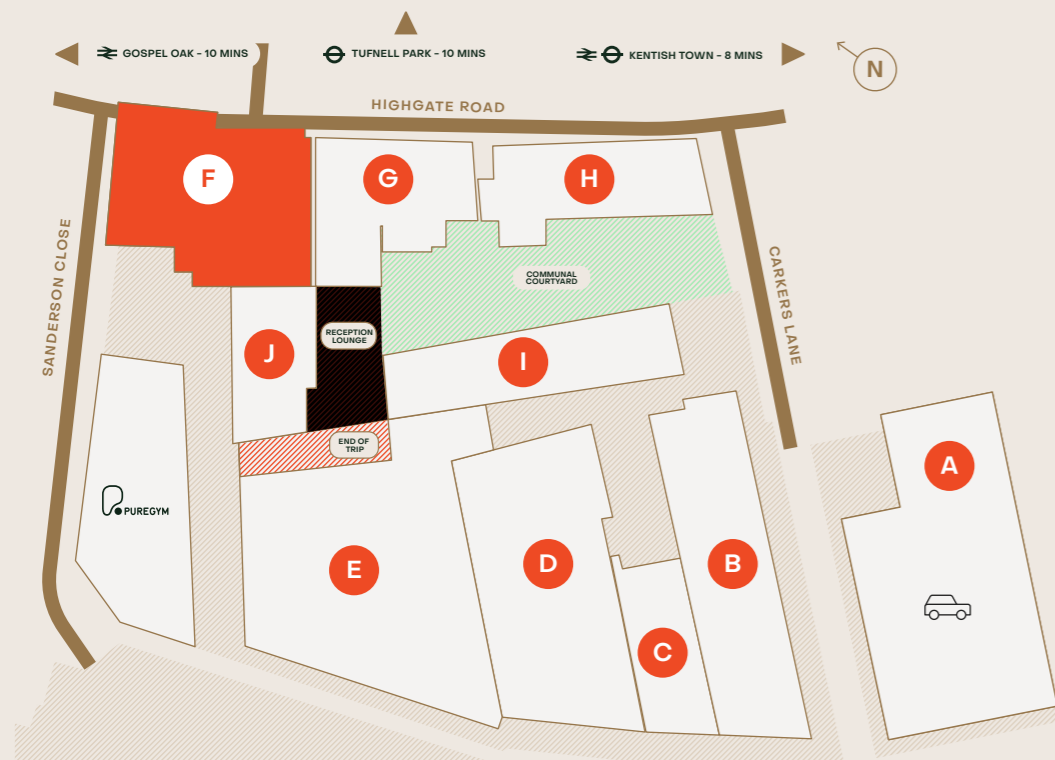 GOSPEL OAK - 10 MINS
TUFNELL PARK - 10 MINS
KENTISH TOWN - 8 MINS
N
HIGHGATE ROAD
F
G
H
SANDERSON CLOSE
CARKERS LANE
COMMUNAL
COURTYARD
RECEPTION
LOUNGE
J
I
END OF
TRIP
A
PUREGYM
E
D
B
C